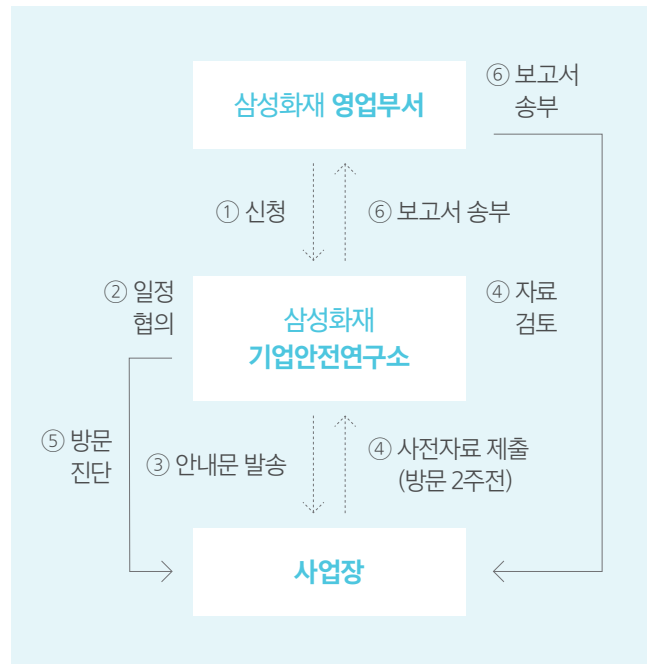 삼성화재 영업부서
⑥ 보고서
송부
① 신청
⑥ 보고서 송부
② 일정
협의
삼성화재
기업안전연구소
④ 자료
검토
⑤ 방문
진단
③ 안내문 발송
④ 사전자료 제출
(방문 2주전)
사업장